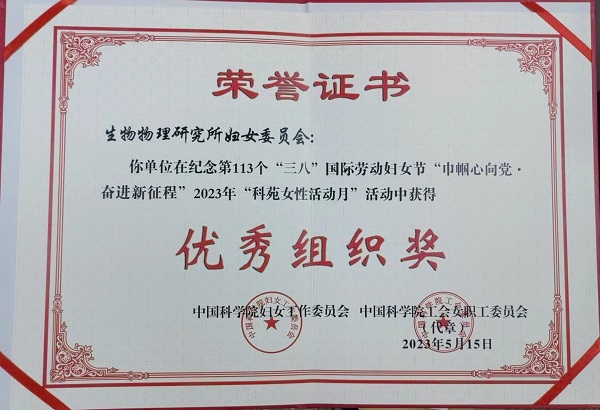 荣誉证书
生物物理研究所妇女委员会：
你单位在纪念第113个“三八”国际劳动妇女节“巾帼心向党·
奋进新征程”2023年“科苑女性活动月”活动中获得
优秀组织奖
中国科学院妇女工作委员会 中国科学院工会女职工委员会
（代章）
2023年5月15日